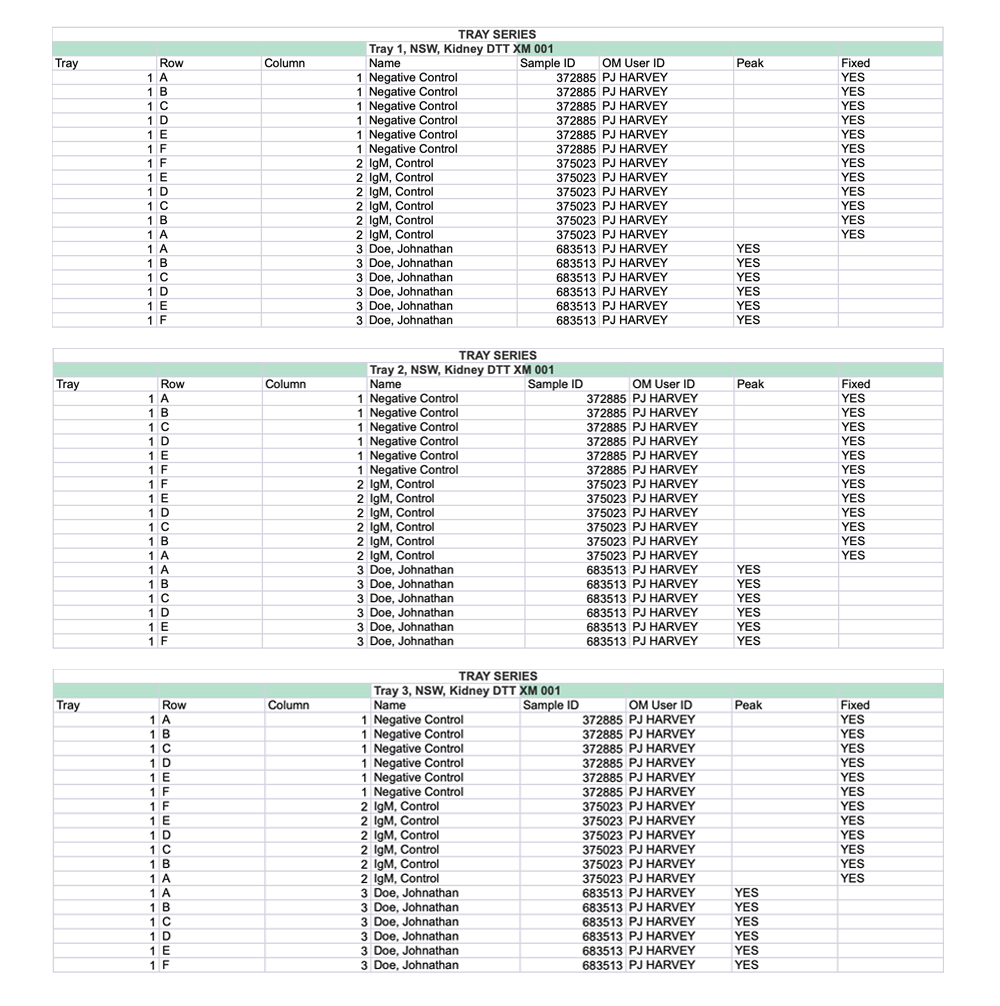 TRAY SERIES
Tray 1, NSW, Kidney DTT XM 001
Tray Row Column Name Sample ID OM User ID Peak Fixed
1 A 1 Negative Control 372885 PJ HARVEY YES
1 B 1 Negative Control 372885 PJ HARVEY YES
1 C 1 Negative Control 372885 PJ HARVEY YES
1 D 1 Negative Control 372885 PJ HARVEY YES
1 E 1 Negative Control 372885 PJ HARVEY YES
1 F 1 Negative Control 372885 PJ HARVEY YES
1 F 2 IgM, Control 375023 PJ HARVEY YES
1 E 2 IgM, Control 375023 PJ HARVEY YES
1 D 2 IgM, Control 375023 PJ HARVEY YES
1 C 2 IgM, Control 375023 PJ HARVEY YES
1 B 2 IgM, Control 375023 PJ HARVEY YES
1 A 2 IgM, Control 375023 PJ HARVEY YES
1 A 3 Doe, Johnathan 683513 PJ HARVEY YES
1 B 3 Doe, Johnathan 683513 PJ HARVEY YES
1 C 3 Doe, Johnathan 683513 PJ HARVEY YES
1 D 3 Doe, Johnathan 683513 PJ HARVEY YES
1 E 3 Doe, Johnathan 683513 PJ HARVEY YES
1 F 3 Doe, Johnathan 683513 PJ HARVEY YES
TRAY SERIES
Tray 2, NSW, Kidney DTT XM 001
Tray Row Column Name Sample ID OM User ID Peak Fixed
1 A 1 Negative Control 372885 PJ HARVEY YES
1 B 1 Negative Control 372885 PJ HARVEY YES
1 C 1 Negative Control 372885 PJ HARVEY YES
1 D 1 Negative Control 372885 PJ HARVEY YES
1 E 1 Negative Control 372885 PJ HARVEY YES
1 F 1 Negative Control 372885 PJ HARVEY YES
1 F 2 IgM, Control 375023 PJ HARVEY YES
1 E 2 IgM, Control 375023 PJ HARVEY YES
1 D 2 IgM, Control 375023 PJ HARVEY YES
1 C 2 IgM, Control 375023 PJ HARVEY YES
1 B 2 IgM, Control 375023 PJ HARVEY YES
1 A 2 IgM, Control 375023 PJ HARVEY YES
1 A 3 Doe, Johnathan 683513 PJ HARVEY YES
1 B 3 Doe, Johnathan 683513 PJ HARVEY YES
1 C 3 Doe, Johnathan 683513 PJ HARVEY YES
1 D 3 Doe, Johnathan 683513 PJ HARVEY YES
1 E 3 Doe, Johnathan 683513 PJ HARVEY YES
1 F 3 Doe, Johnathan 683513 PJ HARVEY YES
TRAY SERIES
Tray 3, NSW, Kidney DTT XM 001
Tray Row Column Name Sample ID OM User ID Peak Fixed
1 A 1 Negative Control 372885 PJ HARVEY YES
1 B 1 Negative Control 372885 PJ HARVEY YES
1 C 1 Negative Control 372885 PJ HARVEY YES
1 D 1 Negative Control 372885 PJ HARVEY YES
1 E 1 Negative Control 372885 PJ HARVEY YES
1 F 1 Negative Control 372885 PJ HARVEY YES
1 F 2 IgM, Control 375023 PJ HARVEY YES
1 E 2 IgM, Control 375023 PJ HARVEY YES
1 D 2 IgM, Control 375023 PJ HARVEY YES
1 C 2 IgM, Control 375023 PJ HARVEY YES
1 B 2 IgM, Control 375023 PJ HARVEY YES
1 A 2 IgM, Control 375023 PJ HARVEY YES
1 A 3 Doe, Johnathan 683513 PJ HARVEY YES
1 B 3 Doe, Johnathan 683513 PJ HARVEY YES
1 C 3 Doe, Johnathan 683513 PJ HARVEY YES
1 D 3 Doe, Johnathan 683513 PJ HARVEY YES
1 E 3 Doe, Johnathan 683513 PJ HARVEY YES
1 F 3 Doe, Johnathan 683513 PJ HARVEY YES